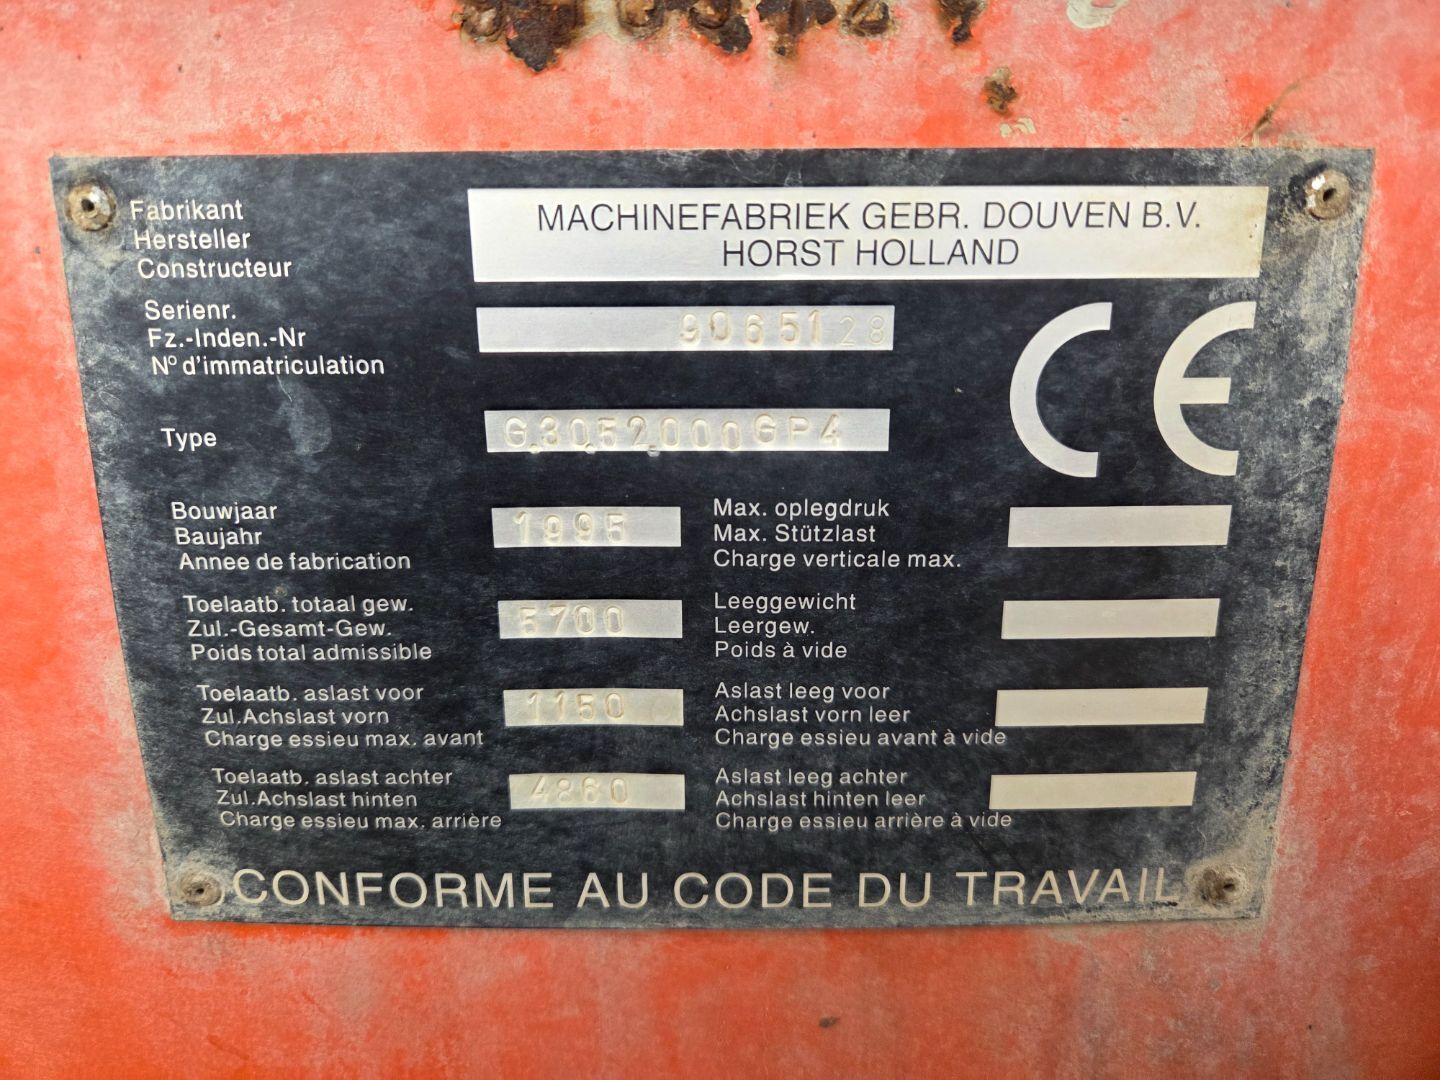 Fabrikant
Hersteller
Constructeur
MACHINEFABRIEK GEBR. DOUVEN B.V.
HORST HOLLAND
Serienr.
Fz.-Inden.-Nr
Nº d'immatriculation
9065128
CE
Type
G.30.52.000GP4
Bouwjaar
Baujahr
Annee de fabrication
1995
Max. oplegdruk
Max. Stützlast
Charge verticale max.
Toelaatb. totaal gew.
Zul.-Gesamt-Gew.
Poids total admissible
5700
Leeggewicht
Leergew.
Poids à vide
Toelaatb. aslast voor
Zul.Achslast vorn
Charge essieu max. avant
1150
Aslast leeg voor
Achslast vorn leer
Charge essieu avant à vide
Toelaatb. aslast achter
Zul.Achslast hinten
Charge essieu max. arrière
4860
Aslast leeg achter
Achslast hinten leer
Charge essieu arrière à vide
CONFORME AU CODE DU TRAVAIL